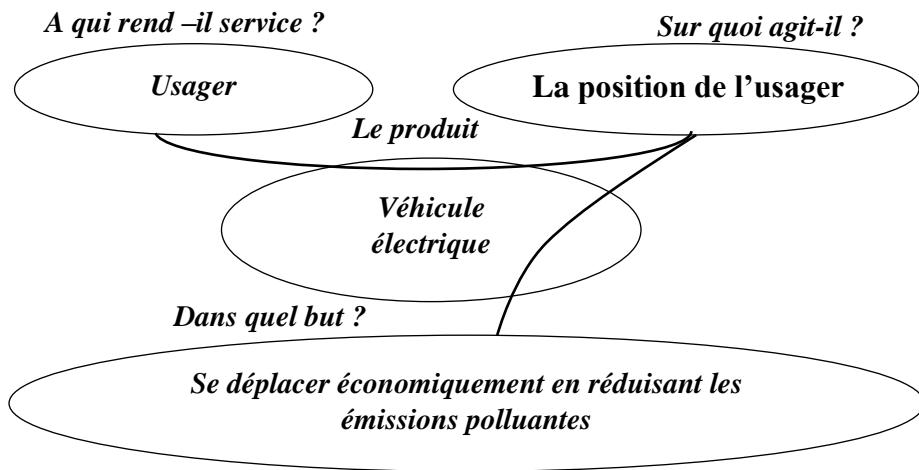 A qui rend –il service ?
Sur quoi agit-il ?
Usager
La position de l’usager
Le produit
Véhicule
électrique
Dans quel but ?
Se déplacer économiquement en réduisant les
émissions polluantes